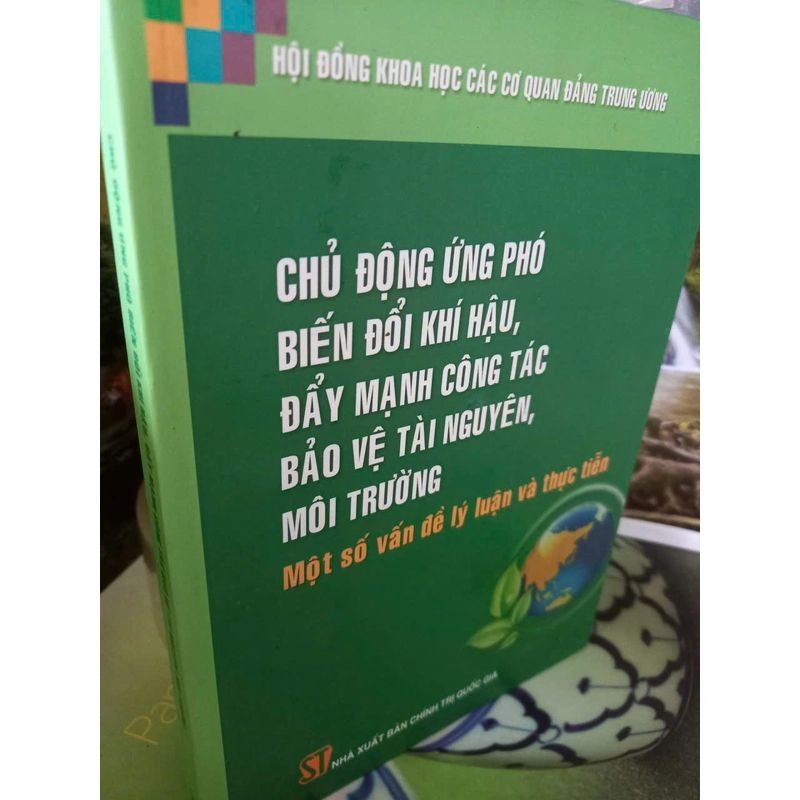 HỘI ĐỒNG KHOA HỌC CÁC CƠ QUAN ĐẢNG TRUNG ƯƠNG
CHỦ ĐỘNG ỨNG PHÓ
BIẾN ĐỔI KHÍ HẬU,
ĐẨY MẠNH CÔNG TÁC
BẢO VỆ TÀI NGUYÊN,
MÔI TRƯỜNG
Một số vấn đề lý luận và thực tiễn
ST NHÀ XUẤT BẢN CHÍNH TRỊ QUỐC GIA